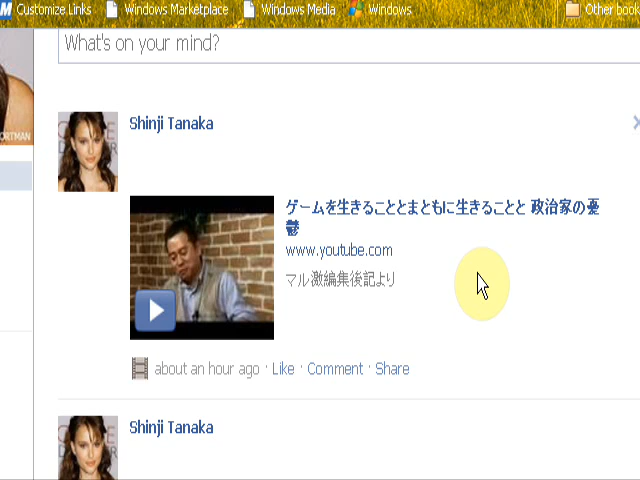 Customize Links Windows Marketplace Windows Media Windows Other book
What's on your mind?
ORTMAN
Shinji Tanaka
ゲームを生きることとまともに生きることと 政治家の憂
鬱
www.youtube.com
マル激編集後記より
about an hour ago · Like · Comment · Share
Shinji Tanaka